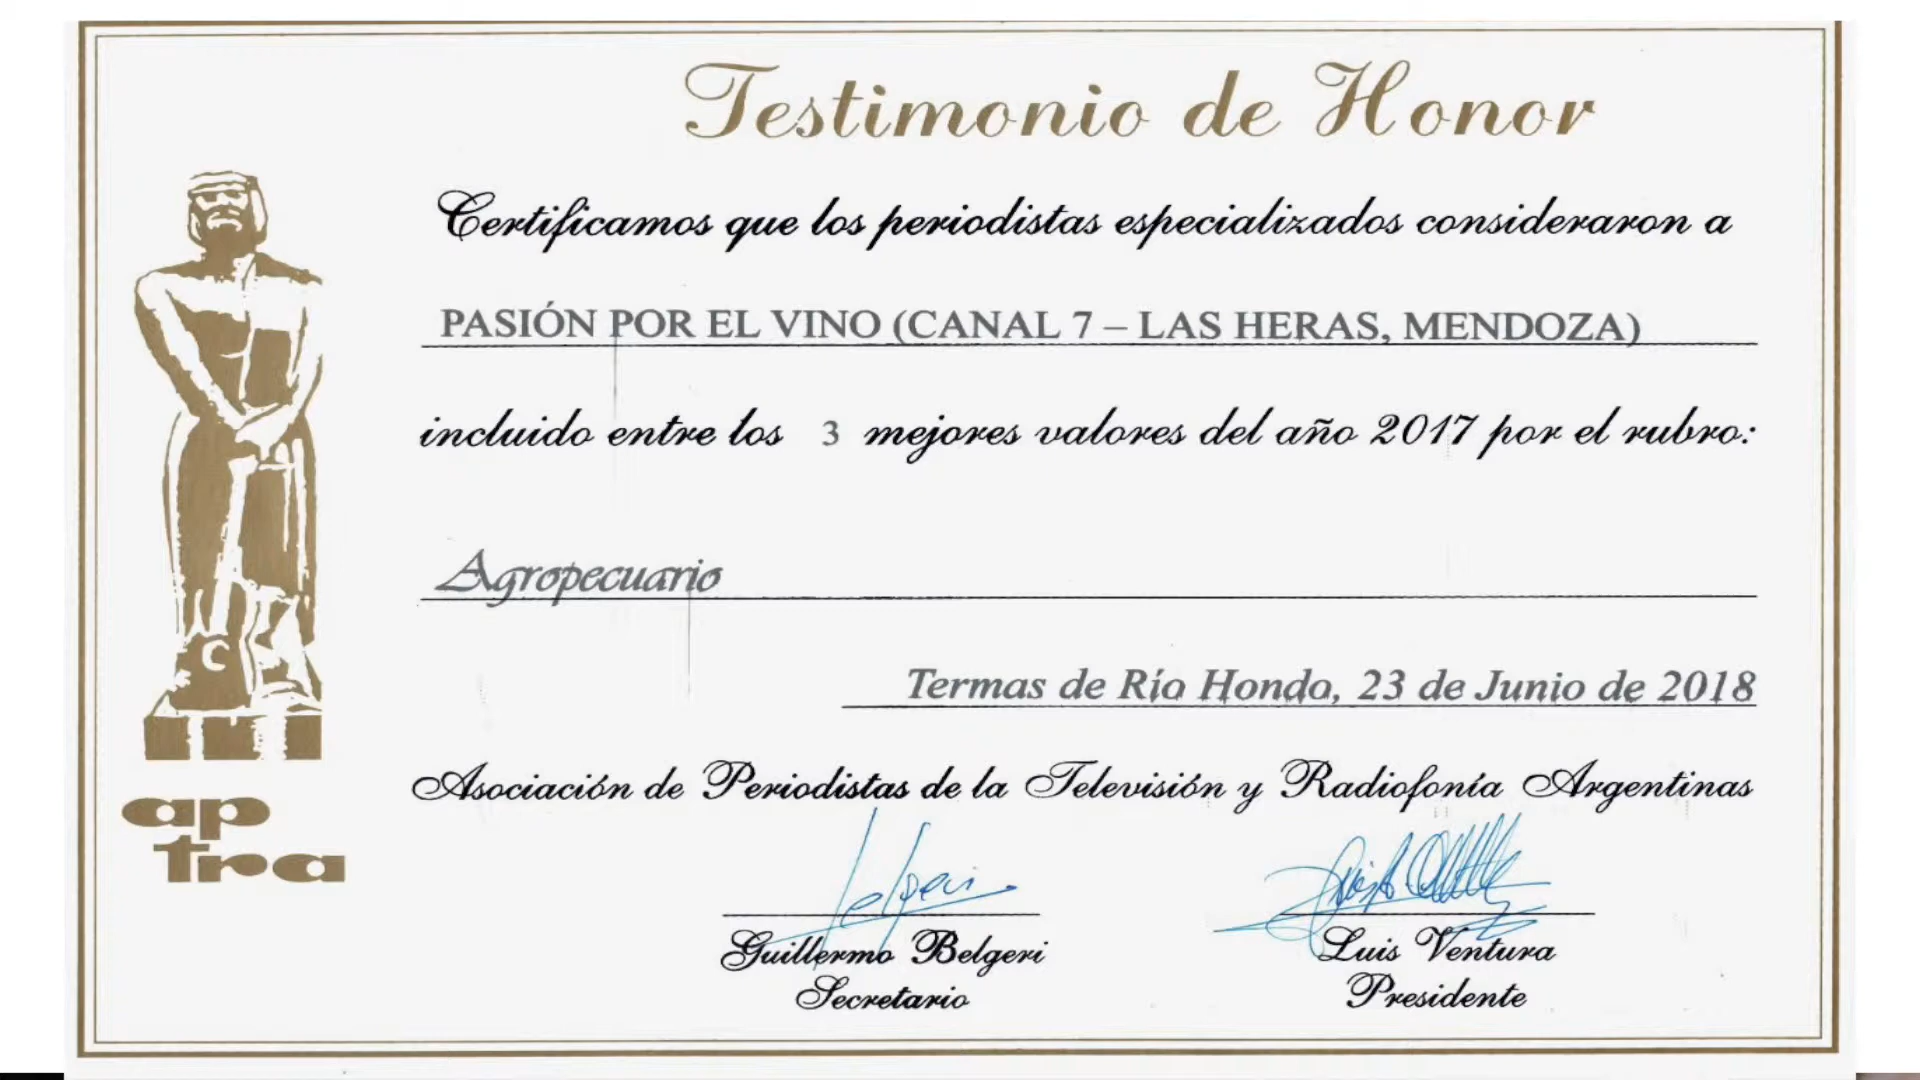 Testimonio de Honor
Certificamos que los periodistas especializados consideraron a
PASIÓN POR EL VINO (CANAL 7 – LAS HERAS, MENDOZA)
incluido entre los 3 mejores valores del año 2017 por el rubro:
Agropecuario
Termas de Río Hondo, 23 de Junio de 2018
Asociación de Periodistas de la Televisión y Radiofonía Argentinas
ap
tra
Guillermo Belgeri
Secretario
Luis Ventura
Presidente